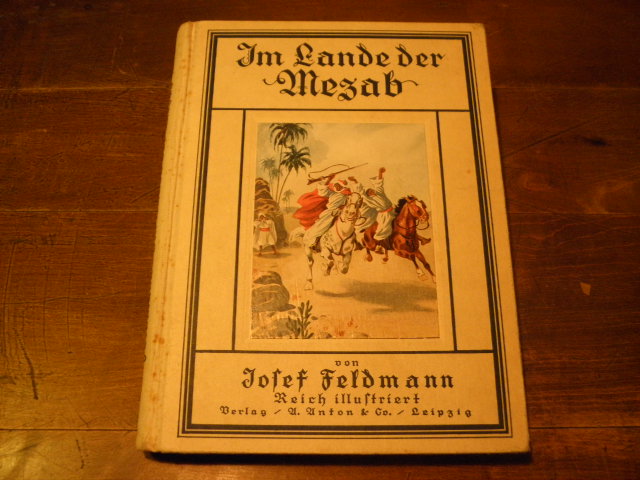 Im Lande der
Mezab
von
Josef Feldmann
Reich illustriert
Verlag / A. Anton & Co. / Leipzig